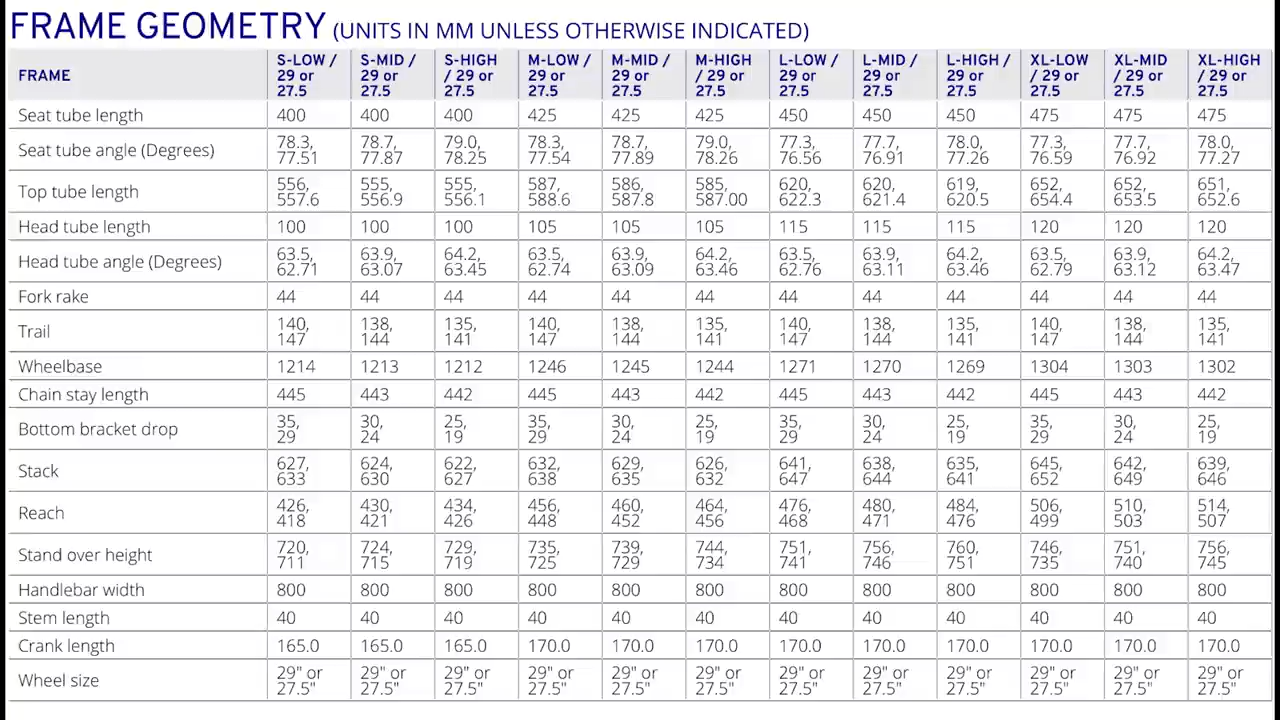 FRAME GEOMETRY (UNITS IN MM UNLESS OTHERWISE INDICATED)
FRAME S-LOW / 29 or 27.5 S-MID / 29 or 27.5 S-HIGH / 29 or 27.5 M-LOW / 29 or 27.5 M-MID / 29 or 27.5 M-HIGH / 29 or 27.5 L-LOW / 29 or 27.5 L-MID / 29 or 27.5 L-HIGH / 29 or 27.5 XL-LOW / 29 or 27.5 XL-MID / 29 or 27.5 XL-HIGH / 29 or 27.5
Seat tube length 400 400 400 425 425 425 450 450 450 475 475 475
Seat tube angle (Degrees) 78.3, 77.51 78.7, 77.87 79.0, 78.25 78.3, 77.54 78.7, 77.89 79.0, 78.26 77.3, 76.56 77.7, 76.91 78.0, 77.26 77.3, 76.59 77.7, 76.92 78.0, 77.27
Top tube length 556, 557.6 555, 556.9 555, 556.1 587, 588.6 586, 587.8 585, 587.00 620, 622.3 620, 621.4 619, 620.5 652, 654.4 652, 653.5 651, 652.6
Head tube length 100 100 100 105 105 105 115 115 115 120 120 120
Head tube angle (Degrees) 63.5, 62.71 63.9, 63.07 64.2, 63.45 63.5, 62.74 63.9, 63.09 64.2, 63.46 63.5, 62.76 63.9, 63.11 64.2, 63.46 63.5, 62.79 63.9, 63.12 64.2, 63.47
Fork rake 44 44 44 44 44 44 44 44 44 44 44 44
Trail 140, 147 138, 144 135, 141 140, 147 138, 144 135, 141 140, 147 138, 144 135, 141 140, 147 138, 144 135, 141
Wheelbase 1214 1213 1212 1246 1245 1244 1271 1270 1269 1304 1303 1302
Chain stay length 445 443 442 445 443 442 445 443 442 445 443 442
Bottom bracket drop 35, 29 30, 24 25, 19 35, 29 30, 24 25, 19 35, 29 30, 24 25, 19 35, 29 30, 24 25, 19
Stack 627, 633 624, 630 622, 627 632, 638 629, 635 626, 632 641, 647 638, 644 635, 641 645, 652 642, 649 639, 646
Reach 426, 418 430, 421 434, 426 456, 448 460, 452 464, 456 476, 468 480, 471 484, 476 506, 499 510, 503 514, 507
Stand over height 720, 711 724, 715 729, 719 735, 725 739, 729 744, 734 751, 741 756, 746 760, 751 746, 735 751, 740 756, 745
Handlebar width 800 800 800 800 800 800 800 800 800 800 800 800
Stem length 40 40 40 40 40 40 40 40 40 40 40 40
Crank length 165.0 165.0 165.0 170.0 170.0 170.0 170.0 170.0 170.0 170.0 170.0 170.0
Wheel size 29" or 27.5" 29" or 27.5" 29" or 27.5" 29" or 27.5" 29" or 27.5" 29" or 27.5" 29" or 27.5" 29" or 27.5" 29" or 27.5" 29" or 27.5" 29" or 27.5" 29" or 27.5"